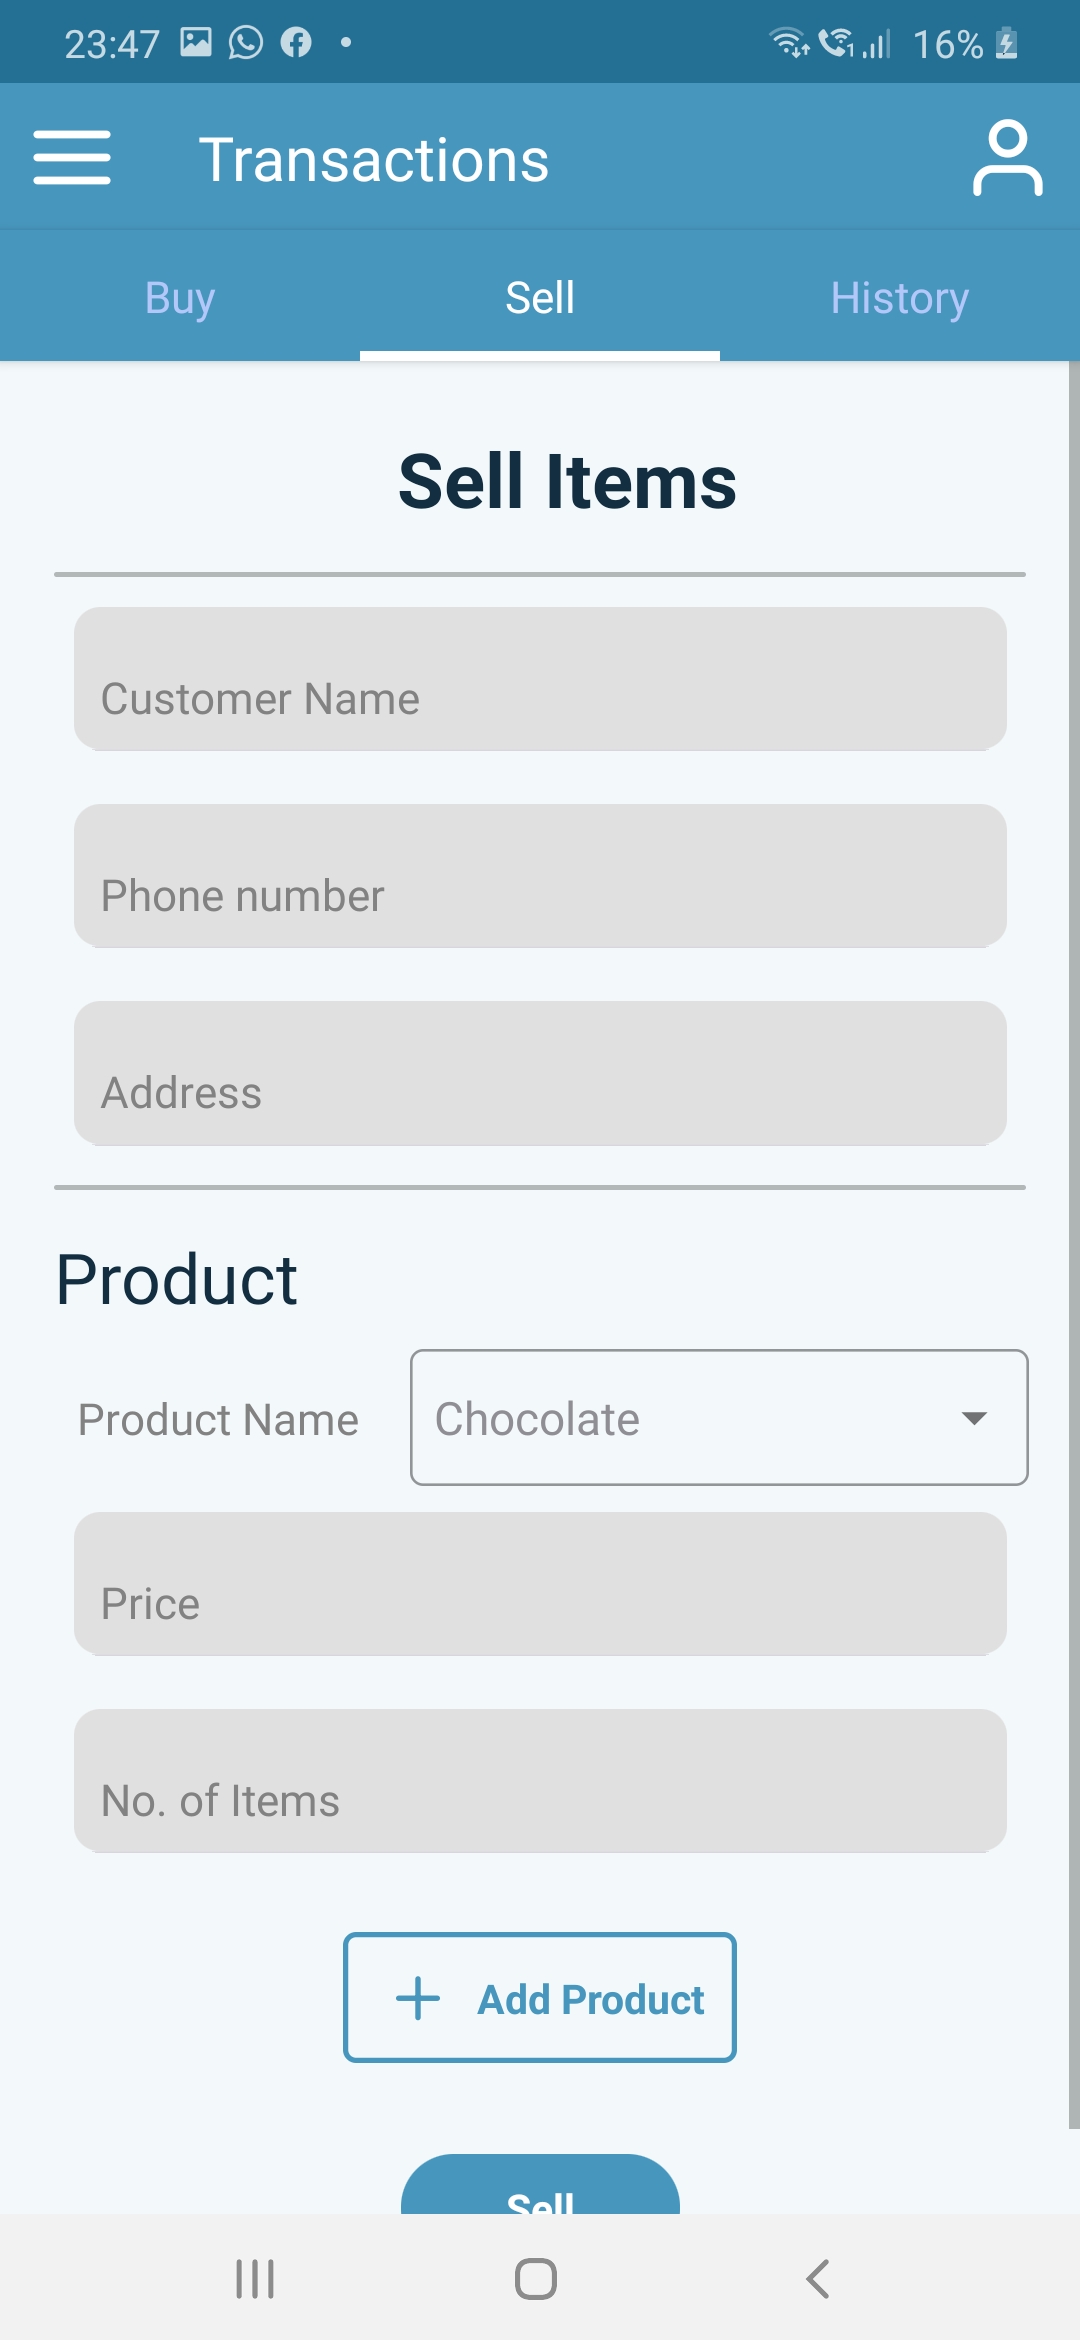 23:47 16%
Transactions
Buy Sell History
Sell Items
Customer Name
Phone number
Address
Product
Product Name Chocolate
Price
No. of Items
Add Product
Sell